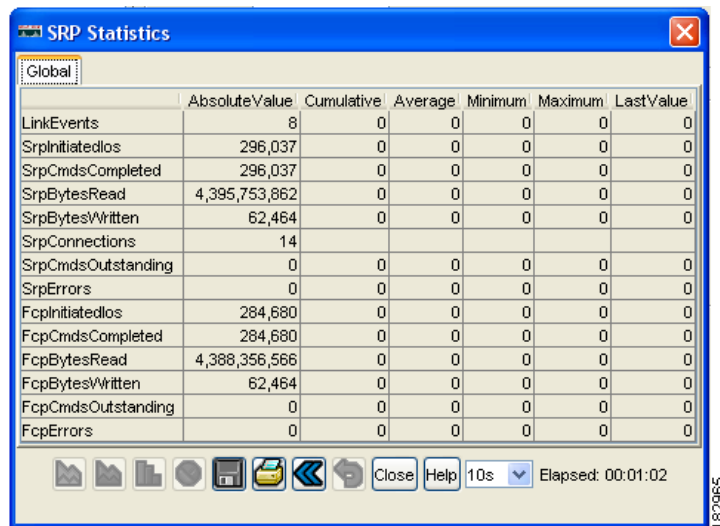 SRP Statistics
Global
AbsoluteValue Cumulative Average Minimum Maximum LastValue
LinkEvents 8 0 0 0 0 0
SrpInitiatedIos 296,037 0 0 0 0 0
SrpCmdsCompleted 296,037 0 0 0 0 0
SrpBytesRead 4,395,753,862 0 0 0 0 0
SrpBytesWritten 62,464 0 0 0 0 0
SrpConnections 14
SrpCmdsOutstanding 0 0 0 0 0 0
SrpErrors 0 0 0 0 0 0
FcpInitiatedIos 284,680 0 0 0 0 0
FcpCmdsCompleted 284,680 0 0 0 0 0
FcpBytesRead 4,388,356,566 0 0 0 0 0
FcpBytesWritten 62,464 0 0 0 0 0
FcpCmdsOutstanding 0 0 0 0 0 0
FcpErrors 0 0 0 0 0 0
Close Help 10s Elapsed: 00:01:02